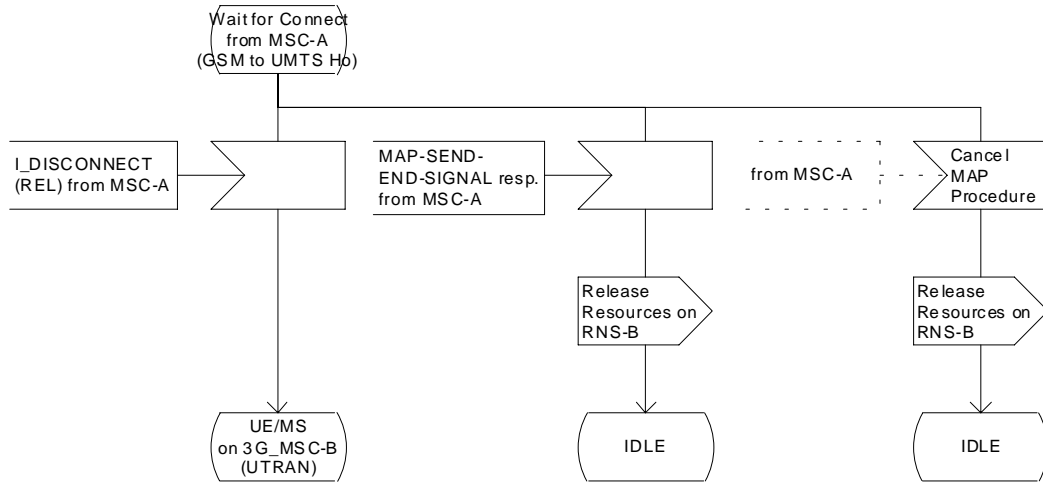 Wait for Connect
from MSC-A
(GSM to UMTS Ho)
I_DISCONNECT
(REL) from MSC-A
MAP-SEND-
END-SIGNAL resp.
from MSC-A
from MSC-A
Cancel
MAP
Procedure
Release
Resources on
RNS-B
Release
Resources on
RNS-B
UE/MS
on 3G_MSC-B
(UTRAN)
IDLE
IDLE